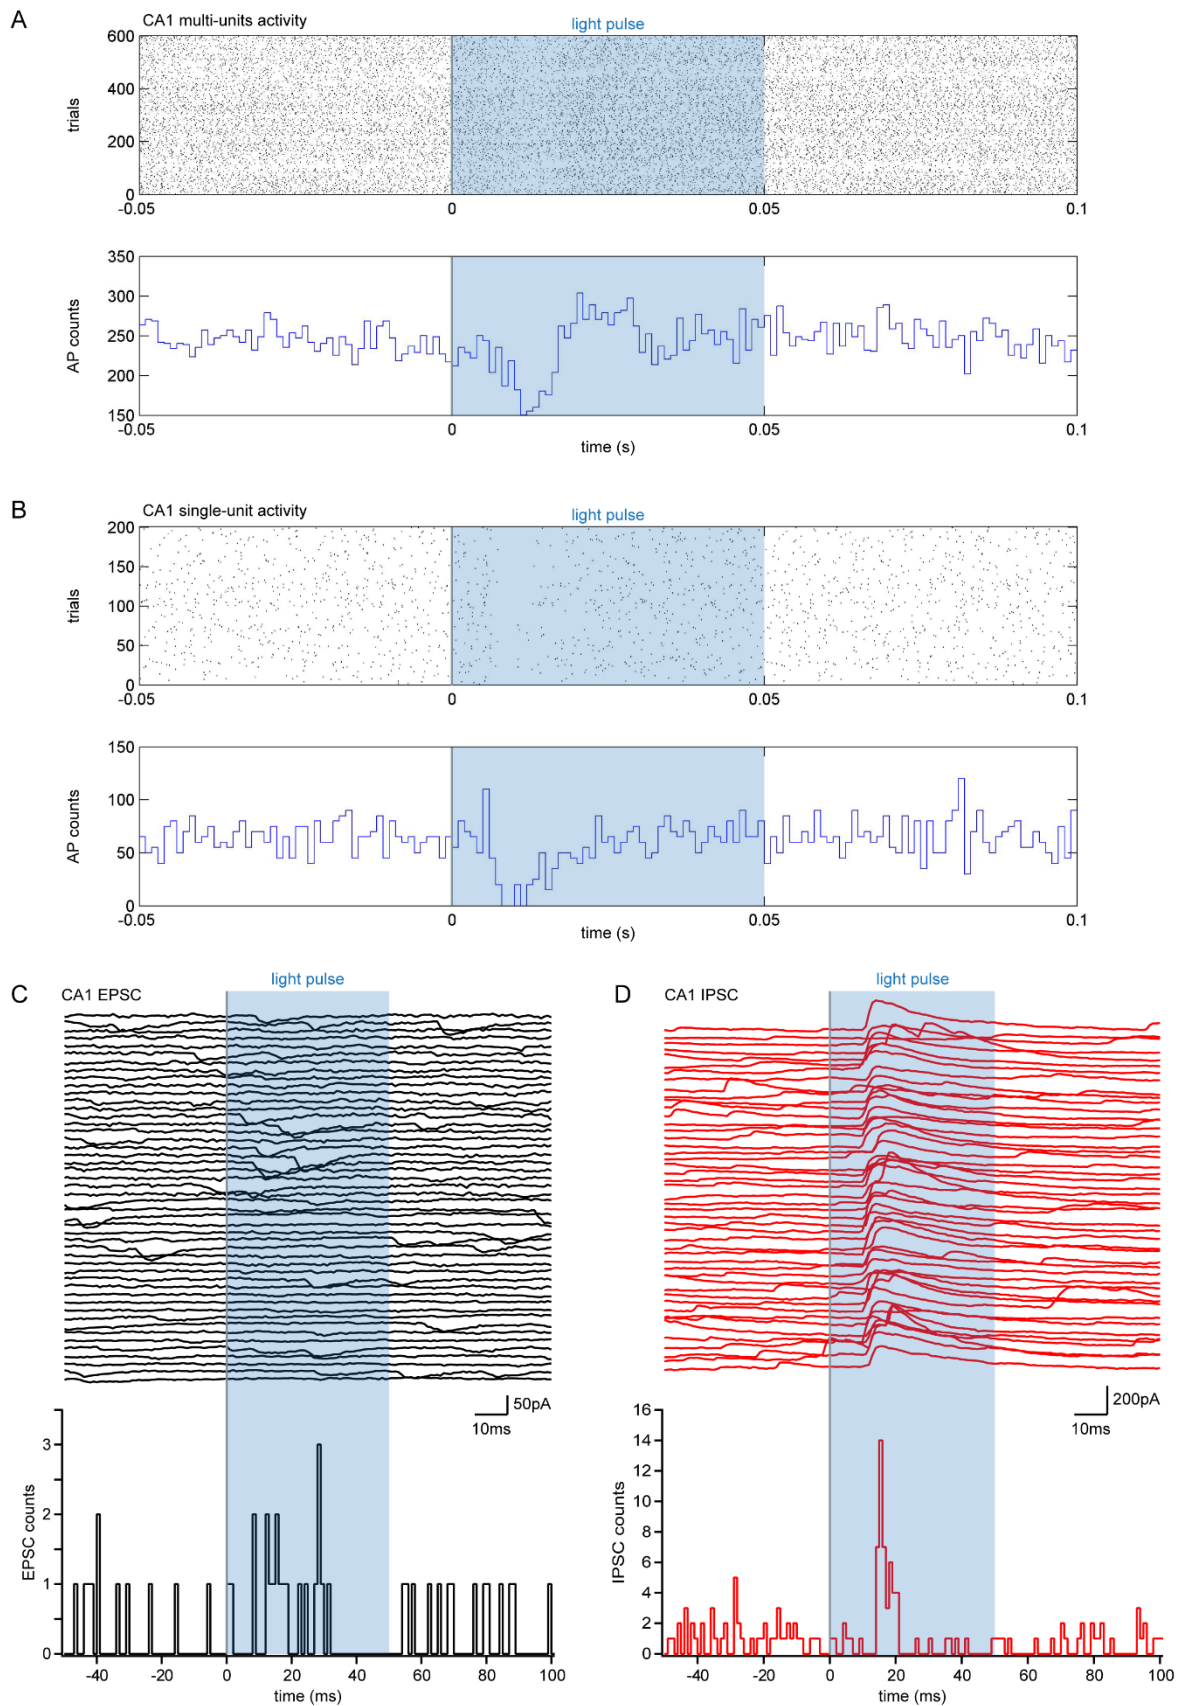 A
CA1 multi-units activity
light pulse
600
400
200
0
trials
-0.05 0 0.05 0.1
350
300
250
200
150
AP counts
-0.05 0 0.05 0.1
time (s)
B
CA1 single-unit activity
light pulse
200
150
100
50
0
trials
-0.05 0 0.05 0.1
150
100
50
0
AP counts
-0.05 0 0.05 0.1
time (s)
C
CA1 EPSC
light pulse
50pA
10ms
3
2
1
0
EPSC counts
-40 -20 0 20 40 60 80 100
time (ms)
D
CA1 IPSC
light pulse
200pA
10ms
16
14
12
10
8
6
4
2
0
IPSC counts
-40 -20 0 20 40 60 80 100
time (ms)